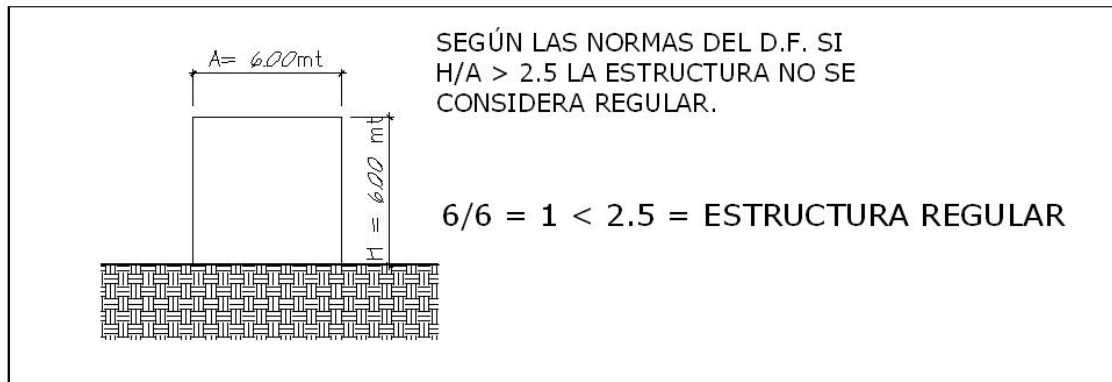 A= 6.00mt
SEGÚN LAS NORMAS DEL D.F. SI
H/A > 2.5 LA ESTRUCTURA NO SE
CONSIDERA REGULAR.
H = 6.00 mt
6/6 = 1 < 2.5 = ESTRUCTURA REGULAR